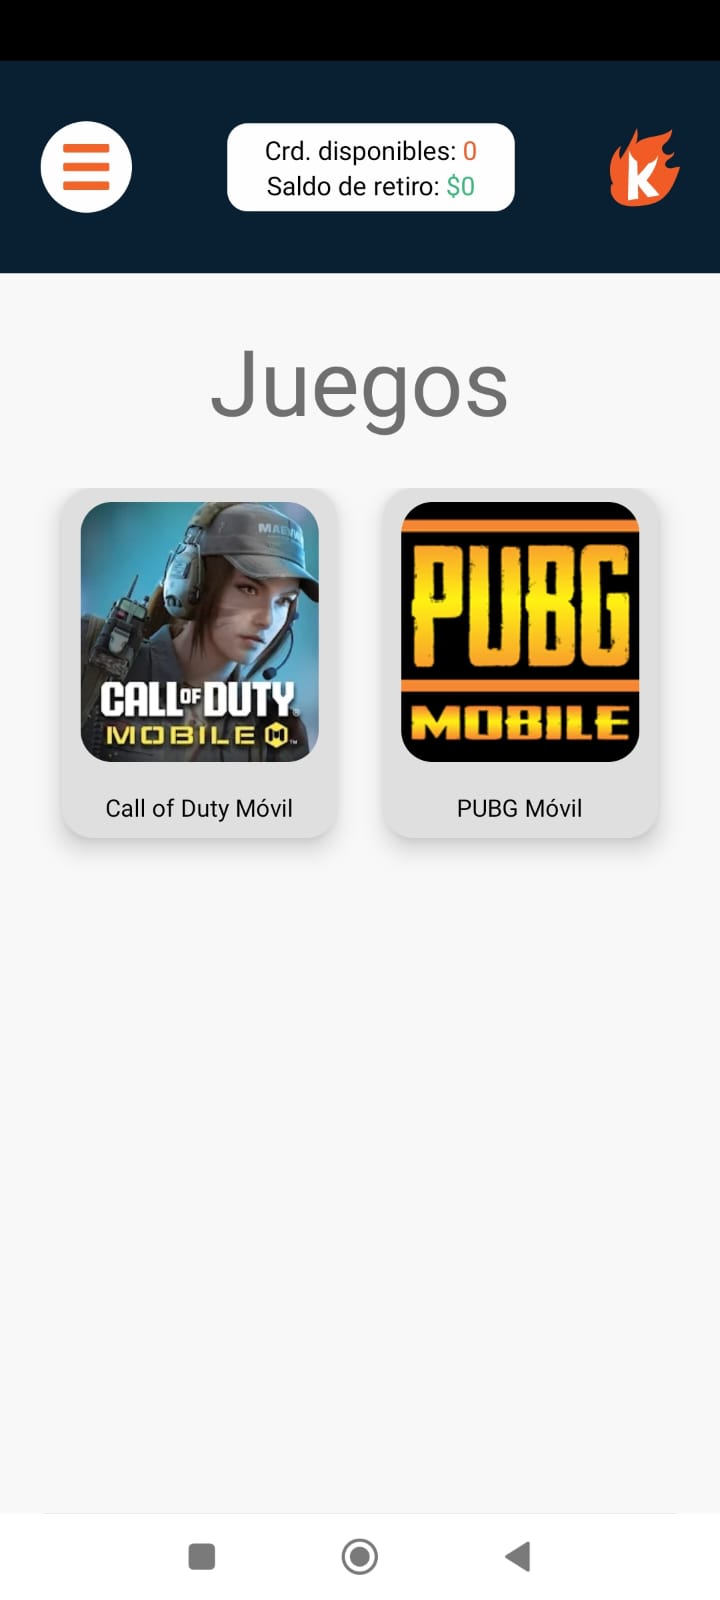 Crd. disponibles: 0
Saldo de retiro: $0
K
Juegos
CALL OF DUTY
MOBILE
Call of Duty Móvil
PUBG
MOBILE
PUBG Móvil